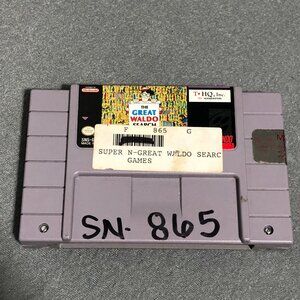 THE
GREAT
WALDO
SEARCH
T•HQ, Inc.
F 865 G
SUPER N-GREAT WALDO SEARC
GAMES
SN-865